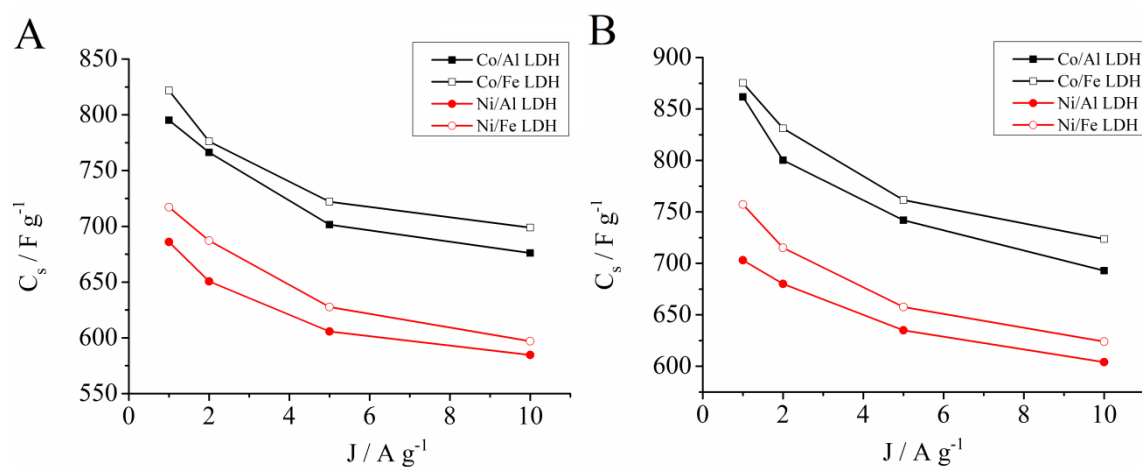 A
Co/Al LDH
Co/Fe LDH
Ni/Al LDH
Ni/Fe LDH
850
800
750
700
650
600
550
C_s / F g^-1
0 2 4 6 8 10
J / A g^-1
B
Co/Al LDH
Co/Fe LDH
Ni/Al LDH
Ni/Fe LDH
900
850
800
750
700
650
600
C_s / F g^-1
0 2 4 6 8 10
J / A g^-1